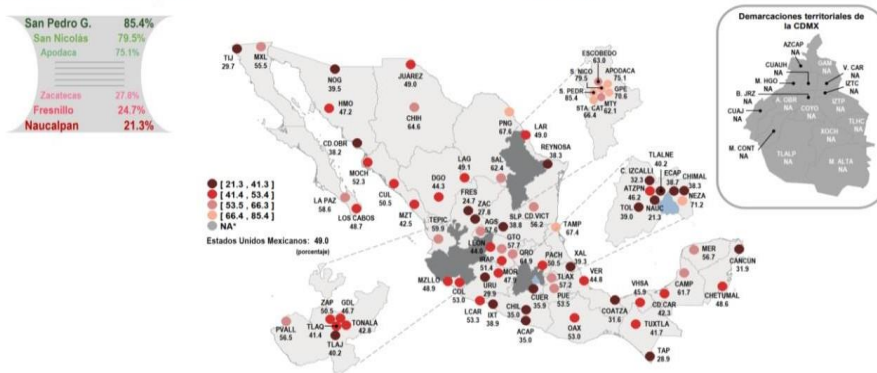 San Pedro G. 85.4%
San Nicolás 79.5%
Apodaca 75.1%
Zacatecas 27.8%
Fresnillo 24.7%
Naucalpan 21.3%
TIJ
29.7
MXL
55.5
NOG
39.5
JUÁREZ
49.0
HMO
47.2
CHIH
64.6
CD.OBR
38.2
MOCH
52.3
LA PAZ
58.6
LOS CABOS
48.7
CUL
50.5
MZT
42.5
DGO
44.3
LAG
49.1
SAL
62.4
PNG
67.6
LAR
49.0
REYNOSA
38.3
ESCOBEDO
63.0
S. NICO
79.5
APODACA
75.1
S. PEDR
85.4
GPE
70.6
STA. CAT
66.4
MTY
62.1
FRES
24.7
ZAC
27.8
AGS
57.6
SLP
38.8
CD.VICT
56.2
TAMP
67.4
TEPIC
59.9
LLON
44.0
GTO
57.7
IRAP
51.4
QRO
64.9
MOR
47.9
PACH
50.5
XAL
39.3
TLAX
57.2
VER
44.8
MZLLO
48.9
COL
53.0
URU
29.9
LCAR
53.3
IXT
38.9
CHIL
35.0
ACAP
35.0
CUER
35.9
PUE
53.5
OAX
53.0
COATZA
31.6
VHSA
45.9
CD.CAR
42.3
TUXTLA
41.7
TAP
28.9
CAMP
61.7
MER
56.7
CANCÚN
31.9
CHETUMAL
48.6
TLALNE
40.2
C. IZCALLI
32.3
ECAP
38.7
CHIMAL
38.3
ATZPN
46.2
TOL
39.0
NAUC
21.3
NEZA
71.2
PVALL
56.5
ZAP
50.5
GDL
46.7
TONALÁ
42.8
TLAQ
41.4
TLAJ
40.2
[ 21.3 , 41.3]
[ 41.4 , 53.4]
[ 53.5 , 66.3]
[ 66.4 , 85.4]
NA*
Estados Unidos Mexicanos: 49.0
(porcentaje)
Demarcaciones territoriales de
la CDMX
AZCAP
NA
CUAUH
NA
M. HGO
NA
B. JRZ
NA
CUAJ
NA
M. CONT
NA
GAM
NA
V. CAR
NA
IZTC
NA
A. OBR
NA
COYO
NA
IZTP
NA
TLHC
NA
XOCH
NA
TLALP
NA
M. ALTA
NA